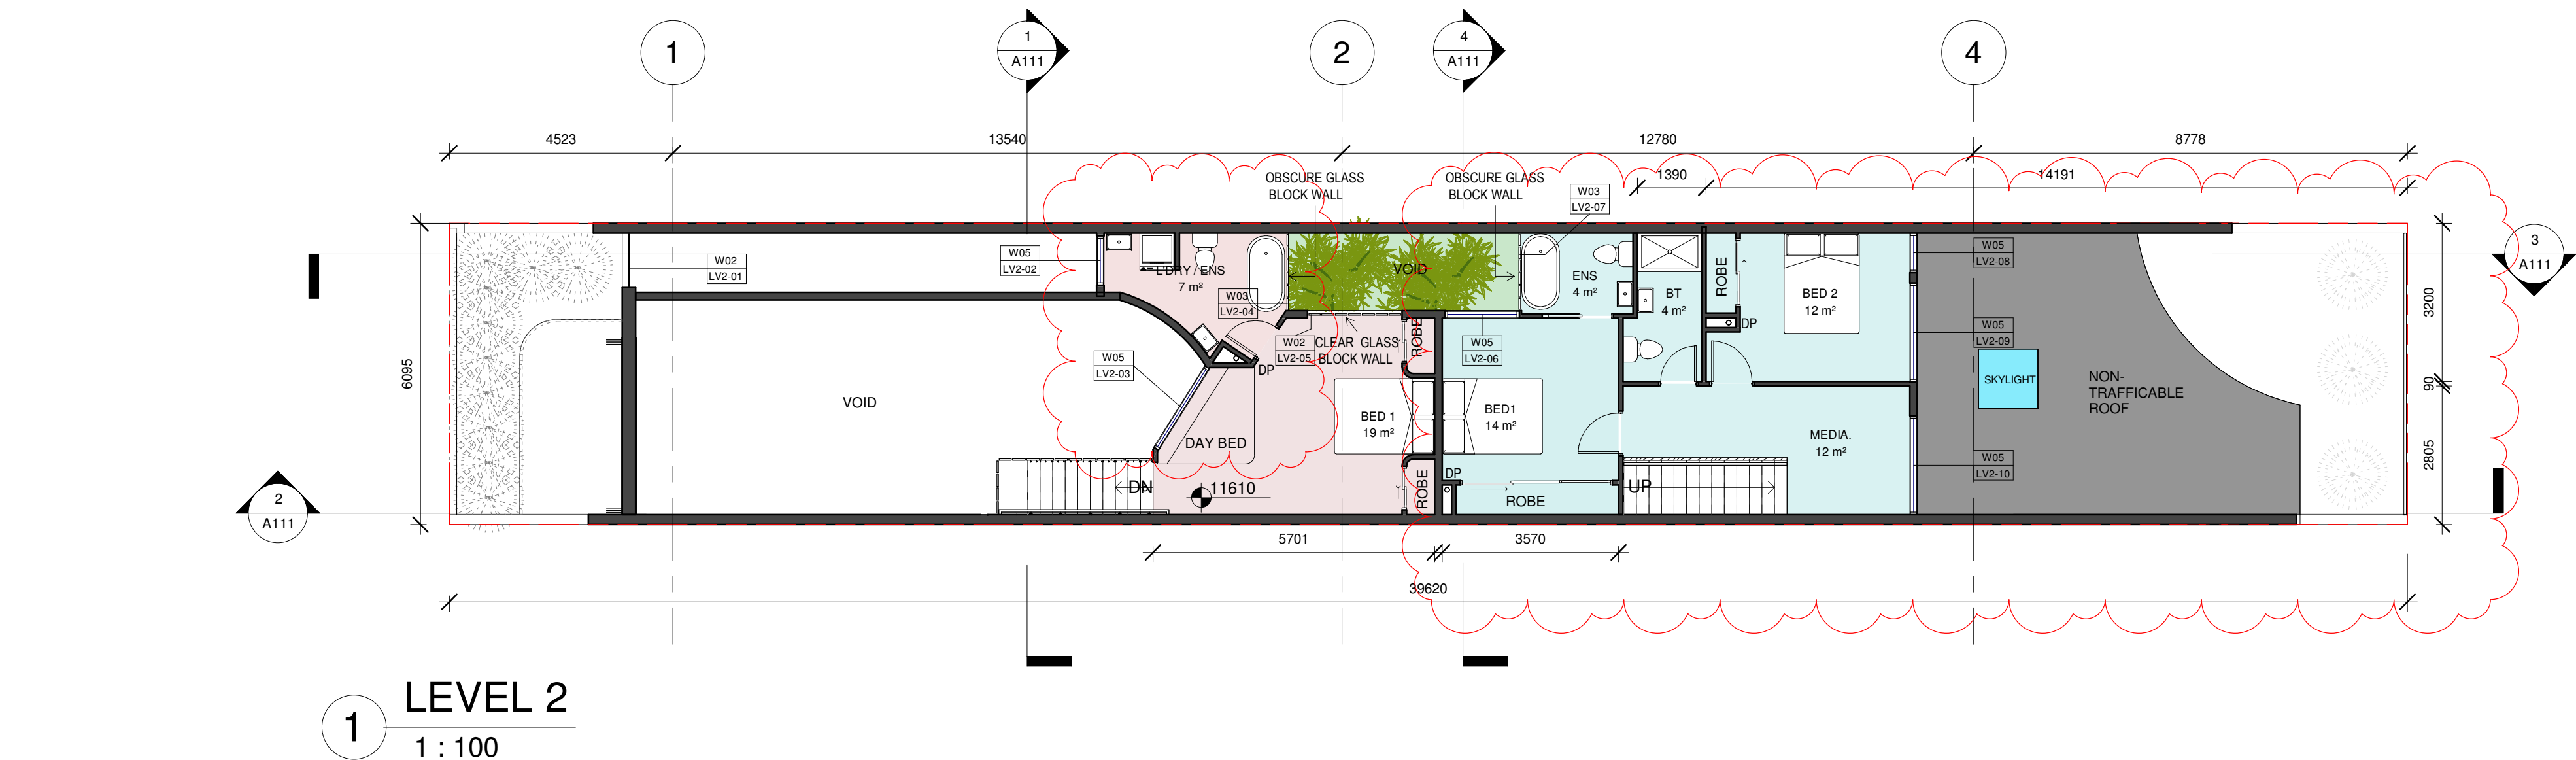 1
1
A111
2
4
A111
4
4523
13540
12780
8778
1390
14191
OBSCURE GLASS
BLOCK WALL
OBSCURE GLASS
BLOCK WALL
W03
LV2-07
3
A111
W02
LV2-01
W05
LV2-02
L'DRY / ENS
7 m²
W03
LV2-04
VOID
ENS
4 m²
BT
4 m²
ROBE
BED 2
12 m²
DP
W05
LV2-08
W05
LV2-09
W05
LV2-10
SKYLIGHT
NON-
TRAFFICABLE
ROOF
3200
90
2805
6095
VOID
W05
LV2-03
W02
LV2-05
CLEAR GLASS
BLOCK WALL
DP
ROBE
W05
LV2-06
DAY BED
BED 1
19 m²
BED1
14 m²
MEDIA.
12 m²
DN
11610
ROBE
DP
ROBE
UP
2
A111
5701
3570
39620
1
LEVEL 2
1 : 100